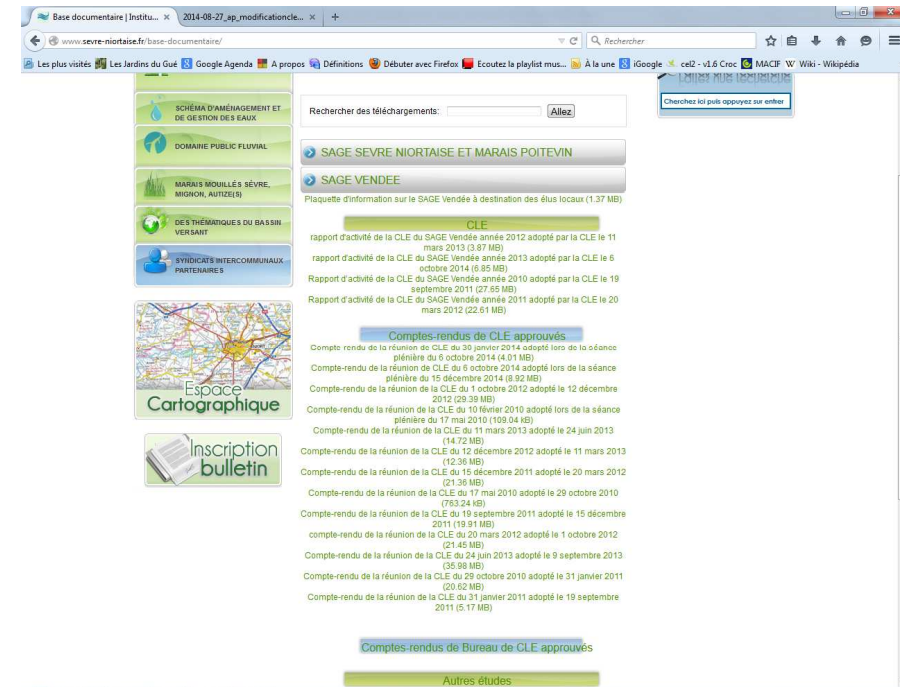 Base documentaire | Institu... ×
2014-08-27_ap_modificationcle... × +
www.sevre-niortaise.fr/base-documentaire/
Rechercher
Les plus visités Les Jardins du Gué Google Agenda A propos Définitions Débuter avec Firefox Ecoutez la playlist mus... À la une iGoogle cel2 - v1.6 Croc MACIF W Wiki - Wikipédia
SCHÉMA D'AMÉNAGEMENT ET
DE GESTION DES EAUX
DOMAINE PUBLIC FLUVIAL
MARAIS MOUILLÉS SÈVRE,
MIGNON, AUTIZE(S)
DES THÉMATIQUES DU BASSIN
VERSANT
SYNDICATS INTERCOMMUNAUX
PARTENAIRES
Espace
Cartographique
Inscription
bulletin
Rechercher des téléchargements: Allez
SAGE SEVRE NIORTAISE ET MARAIS POITEVIN
SAGE VENDEE
Plaquette d'information sur le SAGE Vendée à destination des élus locaux (1.37 MB)
CLE
rapport d'activité de la CLE du SAGE Vendée année 2012 adopté par la CLE le 11
mars 2013 (3.87 MB)
rapport d'activité de la CLE du SAGE Vendée année 2013 adopté par la CLE le 6
octobre 2014 (6.85 MB)
Rapport d'activité de la CLE du SAGE Vendée année 2010 adopté par la CLE le 19
septembre 2011 (27.65 MB)
Rapport d'activité de la CLE du SAGE Vendée année 2011 adopté par la CLE le 20
mars 2012 (22.61 MB)
Comptes-rendus de CLE approuvés
Compte rendu de la réunion de CLE du 30 janvier 2014 adopté lors de la séance
plénière du 6 octobre 2014 (4.01 MB)
Compte-rendu de la réunion de CLE du 6 octobre 2014 adopté lors de la séance
plénière du 15 décembre 2014 (8.92 MB)
Compte-rendu de la réunion de la CLE du 1 octobre 2012 adopté le 12 décembre
2012 (29.39 MB)
Compte-rendu de la réunion de la CLE du 10 février 2010 adopté lors de la séance
plénière du 17 mai 2010 (109.04 kB)
Compte-rendu de la réunion de la CLE du 11 mars 2013 adopté le 24 juin 2013
(14.72 MB)
Compte-rendu de la réunion de la CLE du 12 décembre 2012 adopté le 11 mars 2013
(12.36 MB)
Compte-rendu de la réunion de la CLE du 15 décembre 2011 adopté le 20 mars 2012
(21.36 MB)
Compte-rendu de la réunion de la CLE du 17 mai 2010 adopté le 29 octobre 2010
(763.24 kB)
Compte-rendu de la réunion de la CLE du 19 septembre 2011 adopté le 15 décembre
2011 (19.91 MB)
compte-rendu de la réunion de la CLE du 20 mars 2012 adopté le 1 octobre 2012
(21.45 MB)
Compte-rendu de la réunion de la CLE du 24 juin 2013 adopté le 9 septembre 2013
(35.98 MB)
Compte-rendu de la réunion de la CLE du 29 octobre 2010 adopté le 31 janvier 2011
(20.62 MB)
Compte-rendu de la réunion de la CLE du 31 janvier 2011 adopté le 19 septembre
2011 (5.17 MB)
Comptes-rendus de Bureau de CLE approuvés
Autres études
Cherchez ici puis appuyez sur entrer